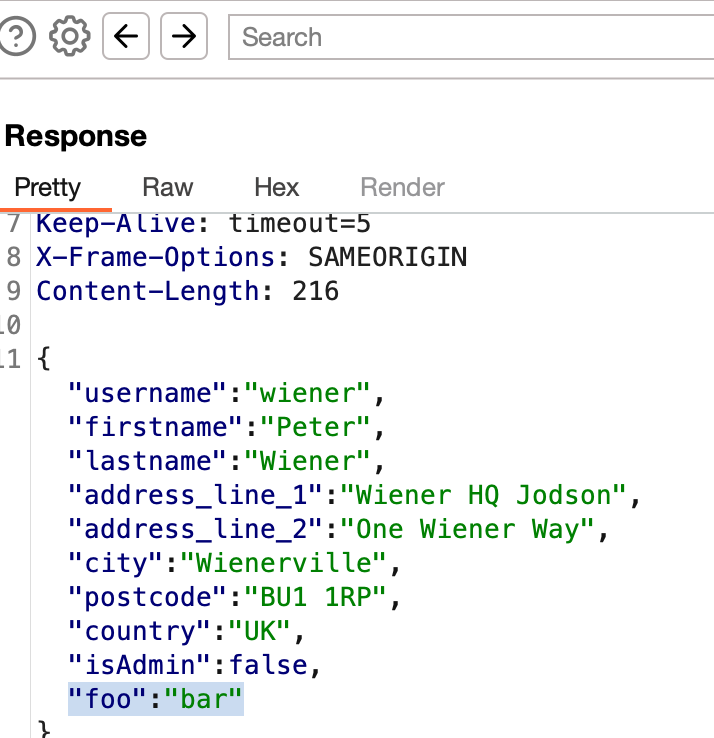 ?
Search
Response
Pretty Raw Hex Render
7 Keep-Alive: timeout=5
8 X-Frame-Options: SAMEORIGIN
9 Content-Length: 216
10
11 {
"username":"wiener",
"firstname":"Peter",
"lastname":"Wiener",
"address_line_1":"Wiener HQ Jodson",
"address_line_2":"One Wiener Way",
"city":"Wienerville",
"postcode":"BU1 1RP",
"country":"UK",
"isAdmin":false,
"foo":"bar"
}